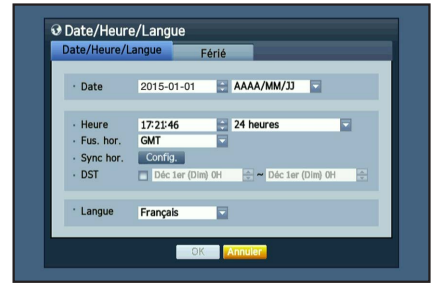 Date/Heure/Langue
Date/Heure/Langue Férié
Date 2015-01-01 AAAA/MM/JJ
Heure 17:21:46 24 heures
Fus. hor. GMT
Sync hor. Config.
DST Déc 1er (Dim) 0H ~ Déc 1er (Dim) 0H
Langue Français
OK Annuler